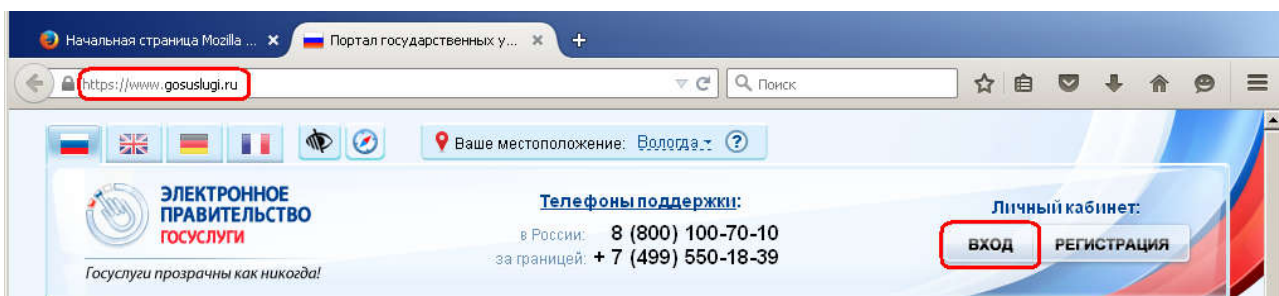 Начальная страница Mozilla ...
Портал государственных у...
https://www.gosuslugi.ru
Поиск
Ваше местоположение: Вологда
?
ЭЛЕКТРОННОЕ
ПРАВИТЕЛЬСТВО
ГОСУСЛУГИ
Госуслуги прозрачны как никогда!
Телефоны поддержки:
в России: 8 (800) 100-70-10
за границей: + 7 (499) 550-18-39
Личный кабинет:
ВХОД
РЕГИСТРАЦИЯ